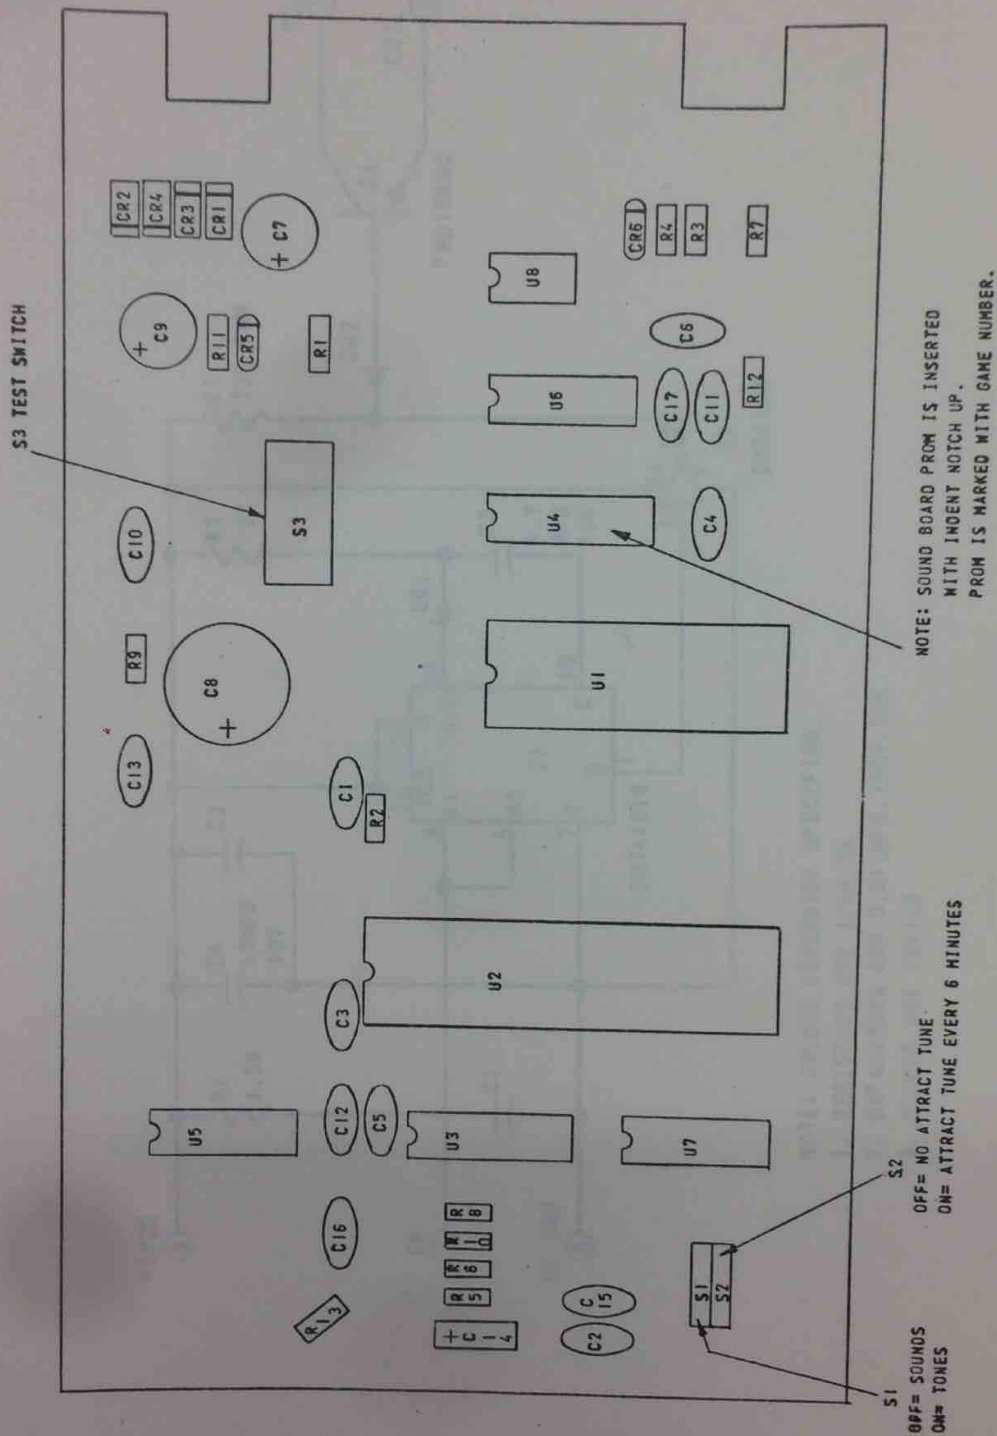 S3 TEST SWITCH
CR2
CR4
CR3
CR1
C7
+
C9
+
R11
CR5
R1
C10
S3
R9
C8
+
C13
C1
R2
U8
CR6
R4
R3
R7
U6
C6
C17
C11
R12
U4
C4
U1
U2
C3
U5
C12
C5
U3
U7
C16
R13
R8
R10
R6
R5
+
C14
C15
C2
S1
S2
NOTE: SOUND BOARD PROM IS INSERTED
WITH INDENT NOTCH UP.
PROM IS MARKED WITH GAME NUMBER.
S2
OFF= NO ATTRACT TUNE
ON= ATTRACT TUNE EVERY 6 MINUTES
S1
OFF= SOUNDS
ON= TONES